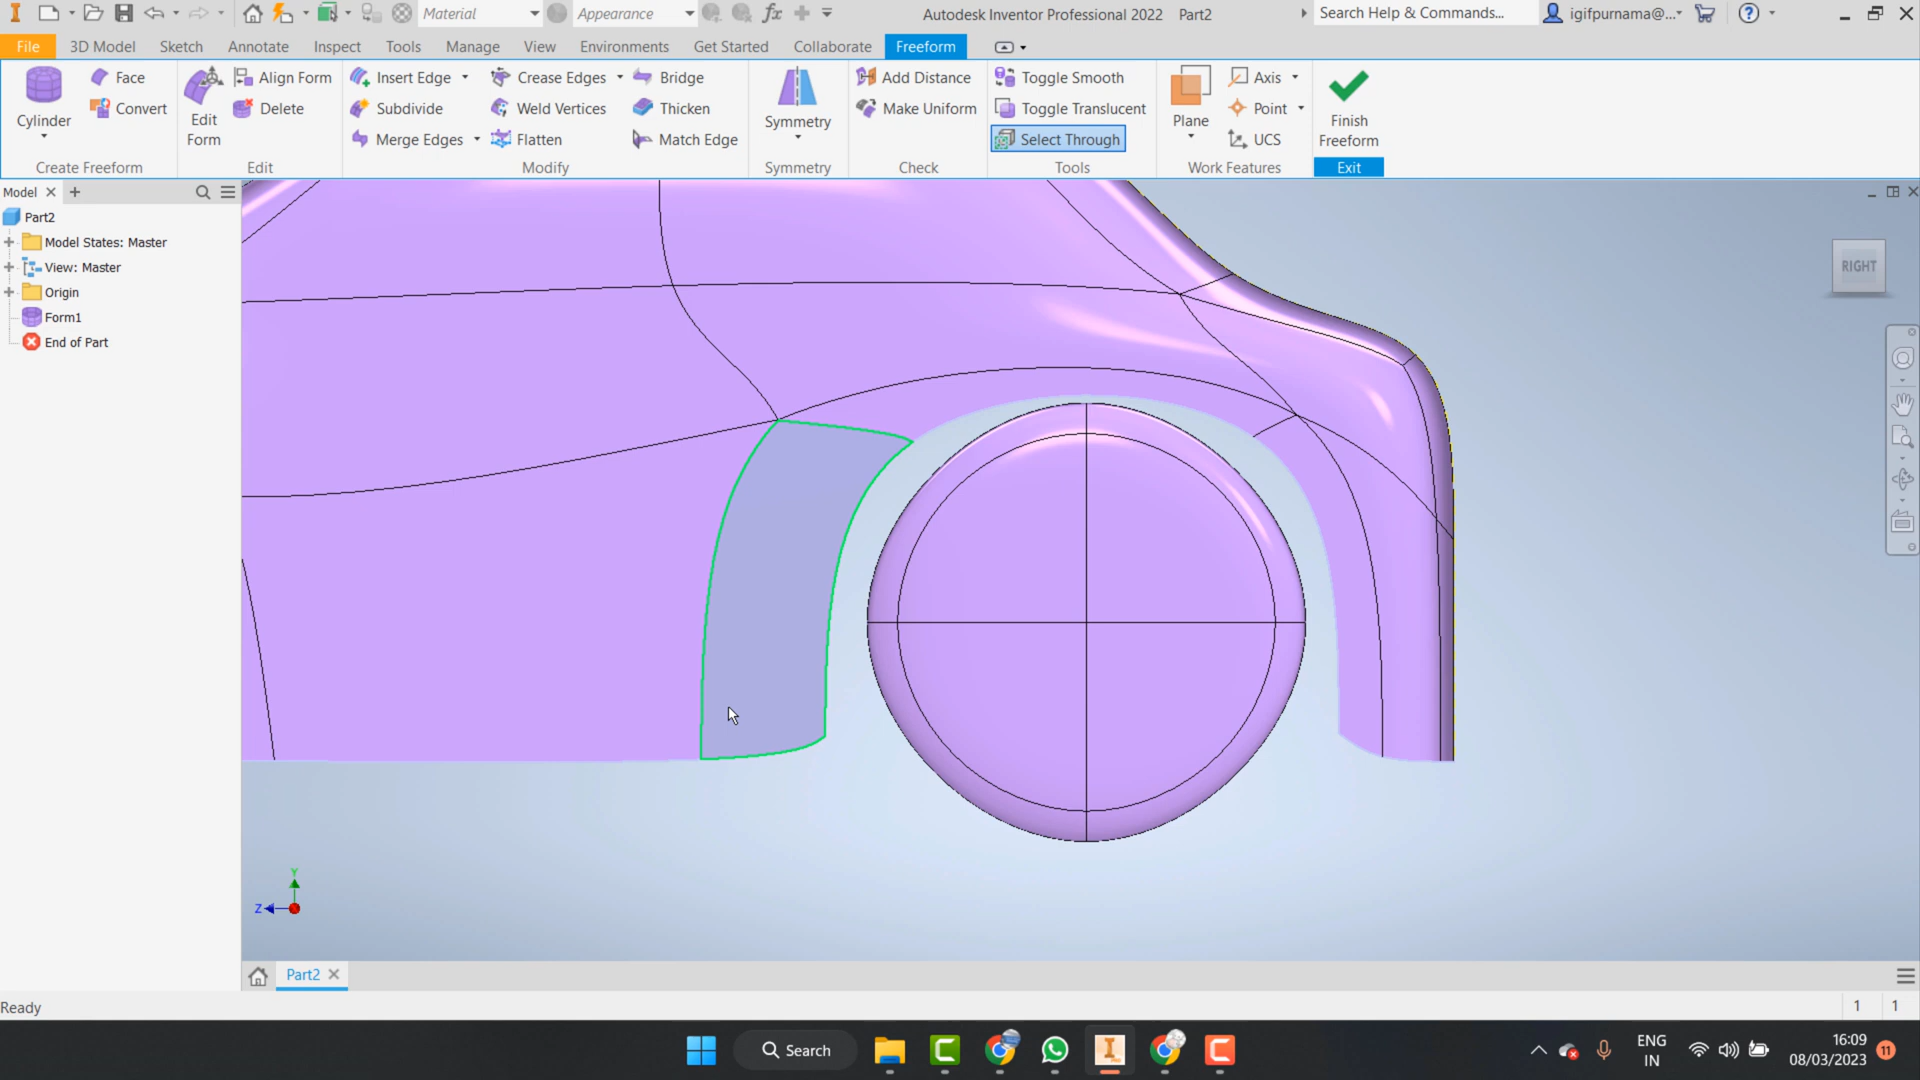 Material
Appearance
fx
Autodesk Inventor Professional 2022 Part2
Search Help & Commands...
igifpurnama@...
File
3D Model
Sketch
Annotate
Inspect
Tools
Manage
View
Environments
Get Started
Collaborate
Freeform
Cylinder
Face
Convert
Create Freeform
Edit Form
Align Form
Delete
Edit
Insert Edge
Subdivide
Merge Edges
Crease Edges
Weld Vertices
Flatten
Bridge
Thicken
Match Edge
Modify
Symmetry
Symmetry
Add Distance
Make Uniform
Check
Toggle Smooth
Toggle Translucent
Select Through
Tools
Plane
Axis
Point
UCS
Work Features
Finish Freeform
Exit
Model
Part2
Model States: Master
View: Master
Origin
Form1
End of Part
RIGHT
Y
Z
Part2
Ready
1 1
Search
ENG
IN
16:09
08/03/2023
11